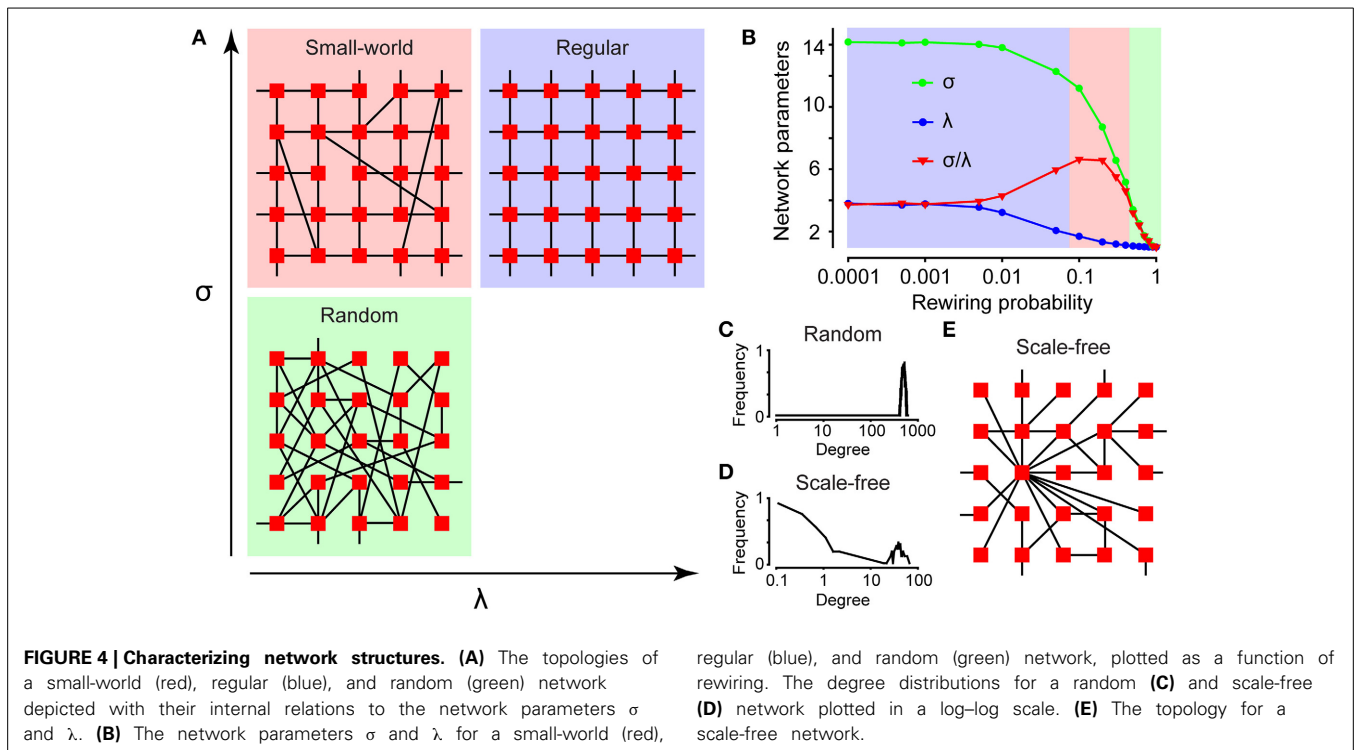 A
Small-world
Regular
Random
σ
λ
B
Network parameters
14
10
6
2
σ
λ
σ/λ
0.0001
0.001
0.01
0.1
1
Rewiring probability
C
Random
Frequency
1
0
1
10
100
1000
Degree
D
Scale-free
Frequency
1
0
0.1
1
10
100
Degree
E
Scale-free
FIGURE 4 | Characterizing network structures. (A) The topologies of
a small-world (red), regular (blue), and random (green) network
depicted with their internal relations to the network parameters σ
and λ. (B) The network parameters σ and λ for a small-world (red),
regular (blue), and random (green) network, plotted as a function of
rewiring. The degree distributions for a random (C) and scale-free
(D) network plotted in a log–log scale. (E) The topology for a
scale-free network.